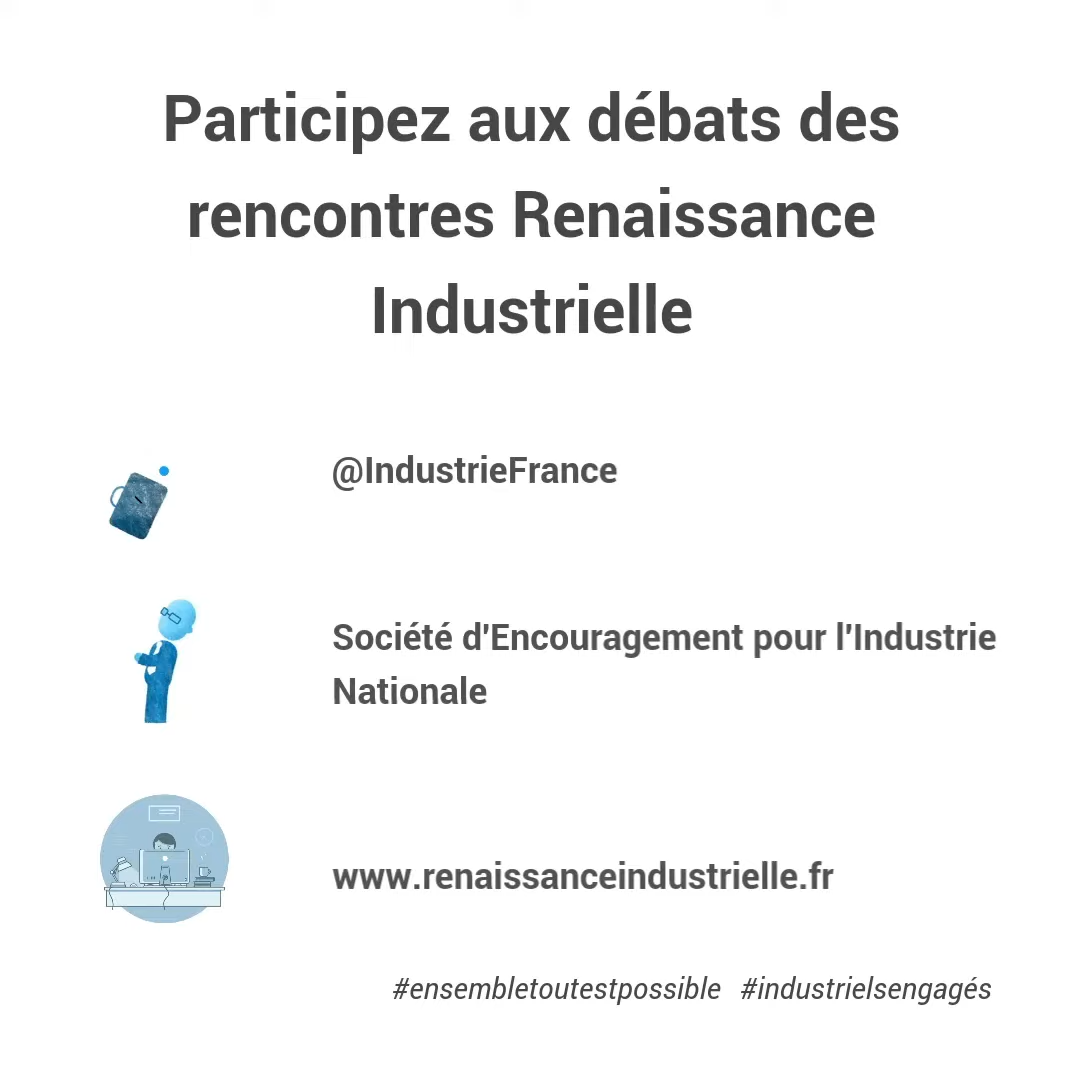 Participez aux débats des
rencontres Renaissance
Industrielle
@IndustrieFrance
Société d'Encouragement pour l'Industrie
Nationale
www.renaissanceindustrielle.fr
#ensembletoutestpossible #industrielsengagés